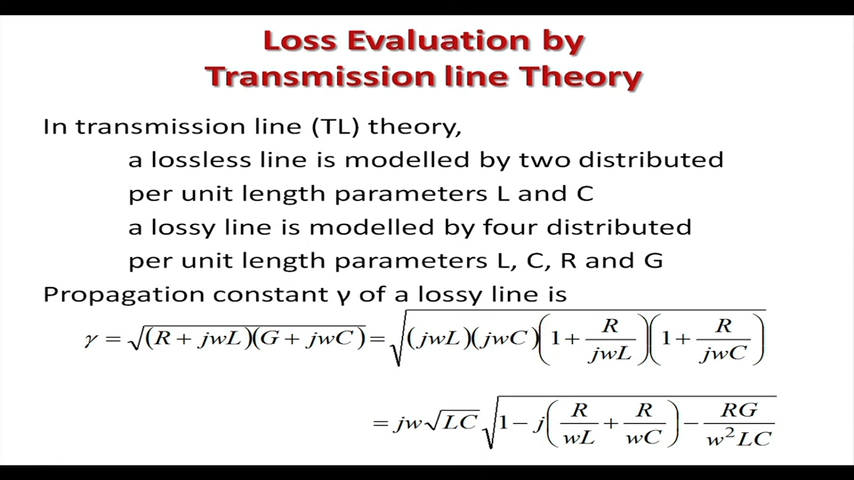 Loss Evaluation by
Transmission line Theory
In transmission line (TL) theory,
a lossless line is modelled by two distributed
per unit length parameters L and C
a lossy line is modelled by four distributed
per unit length parameters L, C, R and G
Propagation constant γ of a lossy line is
γ = √(R + jwL)(G + jwC) = √((jwL)(jwC)(1 + R/jwL)(1 + R/jwC))
= jw√LC √(1 − j(R/wL + R/wC) − RG/w²LC)